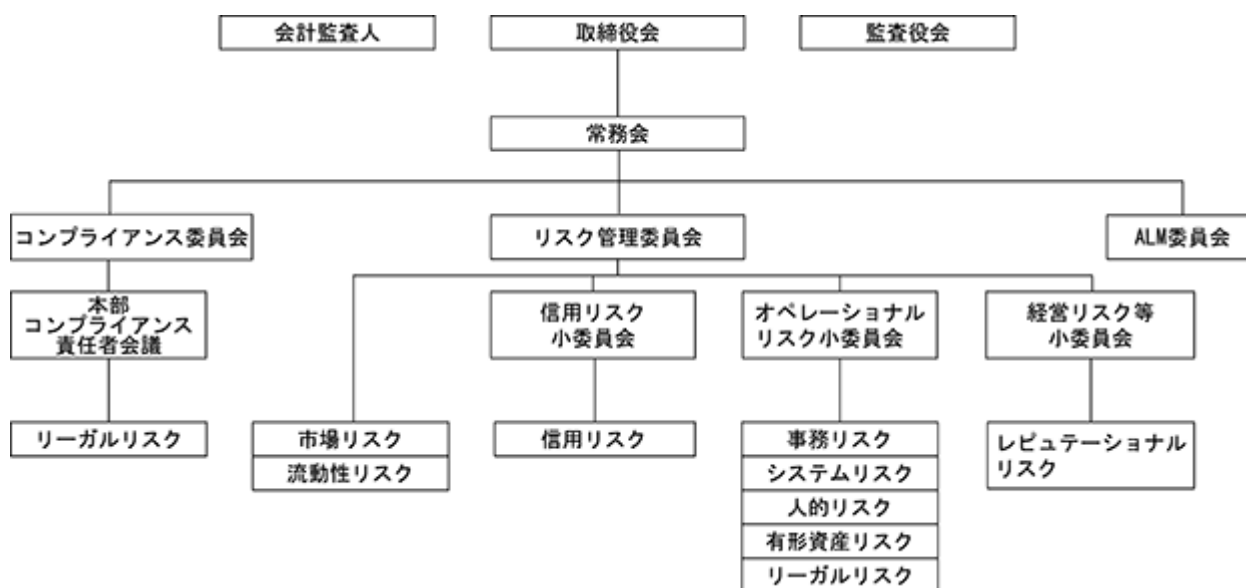 会計監査人
取締役会
監査役会
常務会
コンプライアンス委員会
リスク管理委員会
ALM委員会
本部
コンプライアンス
責任者会議
信用リスク
小委員会
オペレーショナル
リスク小委員会
経営リスク等
小委員会
リーガルリスク
市場リスク
流動性リスク
信用リスク
事務リスク
システムリスク
人的リスク
有形資産リスク
リーガルリスク
レピュテーショナル
リスク